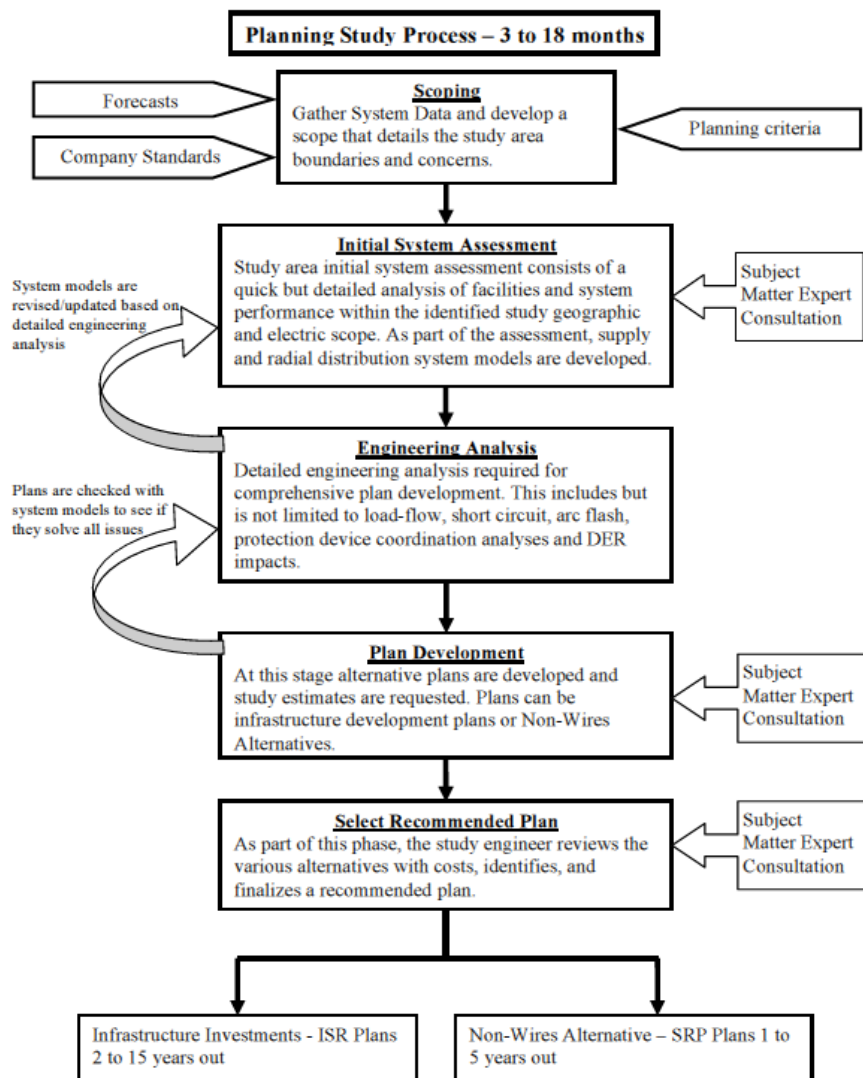 Planning Study Process – 3 to 18 months
Forecasts
Company Standards
Scoping
Gather System Data and develop a
scope that details the study area
boundaries and concerns.
Planning criteria
Initial System Assessment
Study area initial system assessment consists of a
quick but detailed analysis of facilities and system
performance within the identified study geographic
and electric scope. As part of the assessment, supply
and radial distribution system models are developed.
Subject
Matter Expert
Consultation
System models are
revised/updated based on
detailed engineering
analysis
Engineering Analysis
Detailed engineering analysis required for
comprehensive plan development. This includes but
is not limited to load-flow, short circuit, arc flash,
protection device coordination analyses and DER
impacts.
Plans are checked with
system models to see if
they solve all issues
Plan Development
At this stage alternative plans are developed and
study estimates are requested. Plans can be
infrastructure development plans or Non-Wires
Alternatives.
Subject
Matter Expert
Consultation
Select Recommended Plan
As part of this phase, the study engineer reviews the
various alternatives with costs, identifies, and
finalizes a recommended plan.
Subject
Matter Expert
Consultation
Infrastructure Investments - ISR Plans
2 to 15 years out
Non-Wires Alternative – SRP Plans 1 to
5 years out